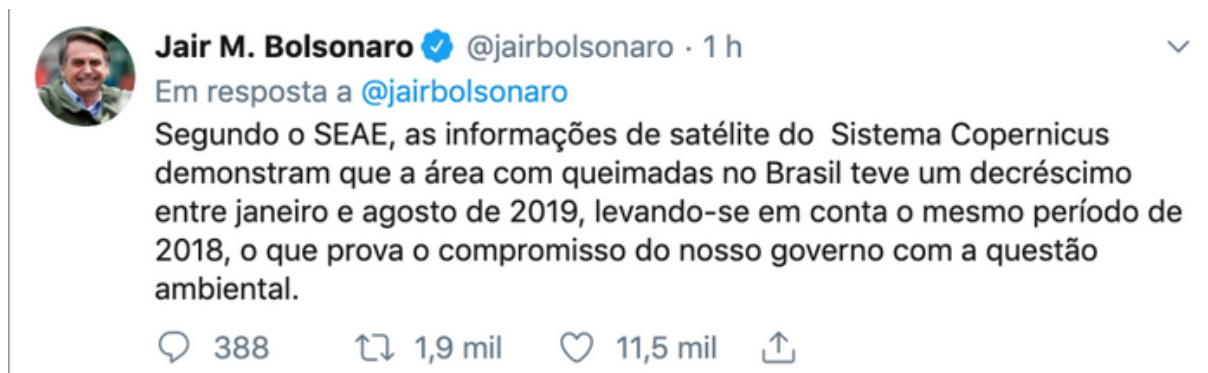 Jair M. Bolsonaro @jairbolsonaro · 1 h
Em resposta a @jairbolsonaro
Segundo o SEAE, as informações de satélite do  Sistema Copernicus
demonstram que a área com queimadas no Brasil teve um decréscimo
entre janeiro e agosto de 2019, levando-se em conta o mesmo período de
2018, o que prova o compromisso do nosso governo com a questão
ambiental.
388 1,9 mil 11,5 mil